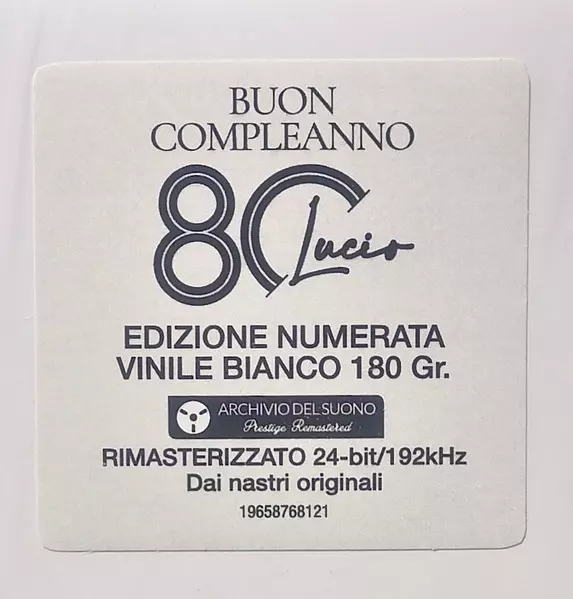 BUON
COMPLEANNO
80 Lucio
EDIZIONE NUMERATA
VINILE BIANCO 180 Gr.
ARCHIVIO DEL SUONO
Prestige Remastered
RIMASTERIZZATO 24-bit/192kHz
Dai nastri originali
19658768121